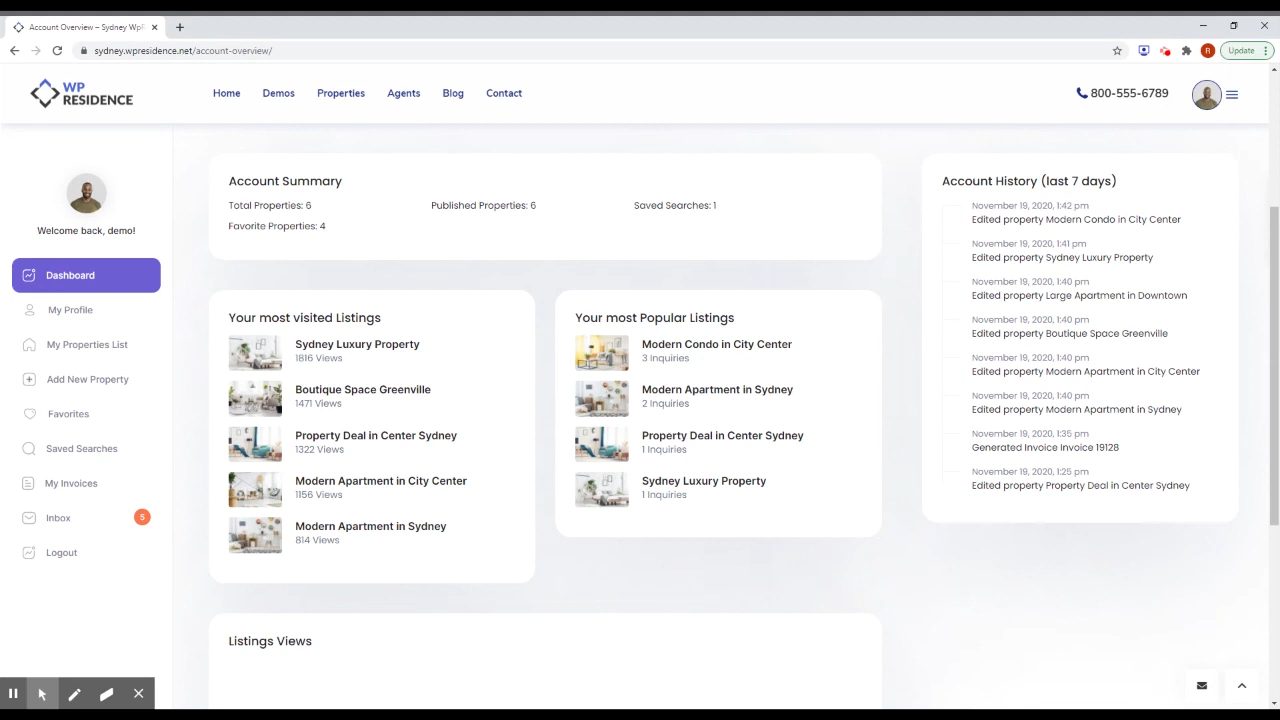 Account Overview – Sydney WpR
sydney.wpresidence.net/account-overview/
R
Update
WP
RESIDENCE
Home
Demos
Properties
Agents
Blog
Contact
800-555-6789
Welcome back, demo!
Dashboard
My Profile
My Properties List
Add New Property
Favorites
Saved Searches
My Invoices
Inbox
5
Logout
Account Summary
Total Properties: 6
Published Properties: 6
Saved Searches: 1
Favorite Properties: 4
Your most visited Listings
Sydney Luxury Property
1816 Views
Boutique Space Greenville
1471 Views
Property Deal in Center Sydney
1322 Views
Modern Apartment in City Center
1156 Views
Modern Apartment in Sydney
814 Views
Your most Popular Listings
Modern Condo in City Center
3 Inquiries
Modern Apartment in Sydney
2 Inquiries
Property Deal in Center Sydney
1 Inquiries
Sydney Luxury Property
1 Inquiries
Account History (last 7 days)
November 19, 2020, 1:42 pm
Edited property Modern Condo in City Center
November 19, 2020, 1:41 pm
Edited property Sydney Luxury Property
November 19, 2020, 1:40 pm
Edited property Large Apartment in Downtown
November 19, 2020, 1:40 pm
Edited property Boutique Space Greenville
November 19, 2020, 1:40 pm
Edited property Modern Apartment in City Center
November 19, 2020, 1:40 pm
Edited property Modern Apartment in Sydney
November 19, 2020, 1:35 pm
Generated Invoice Invoice 19128
November 19, 2020, 1:25 pm
Edited property Property Deal in Center Sydney
Listings Views